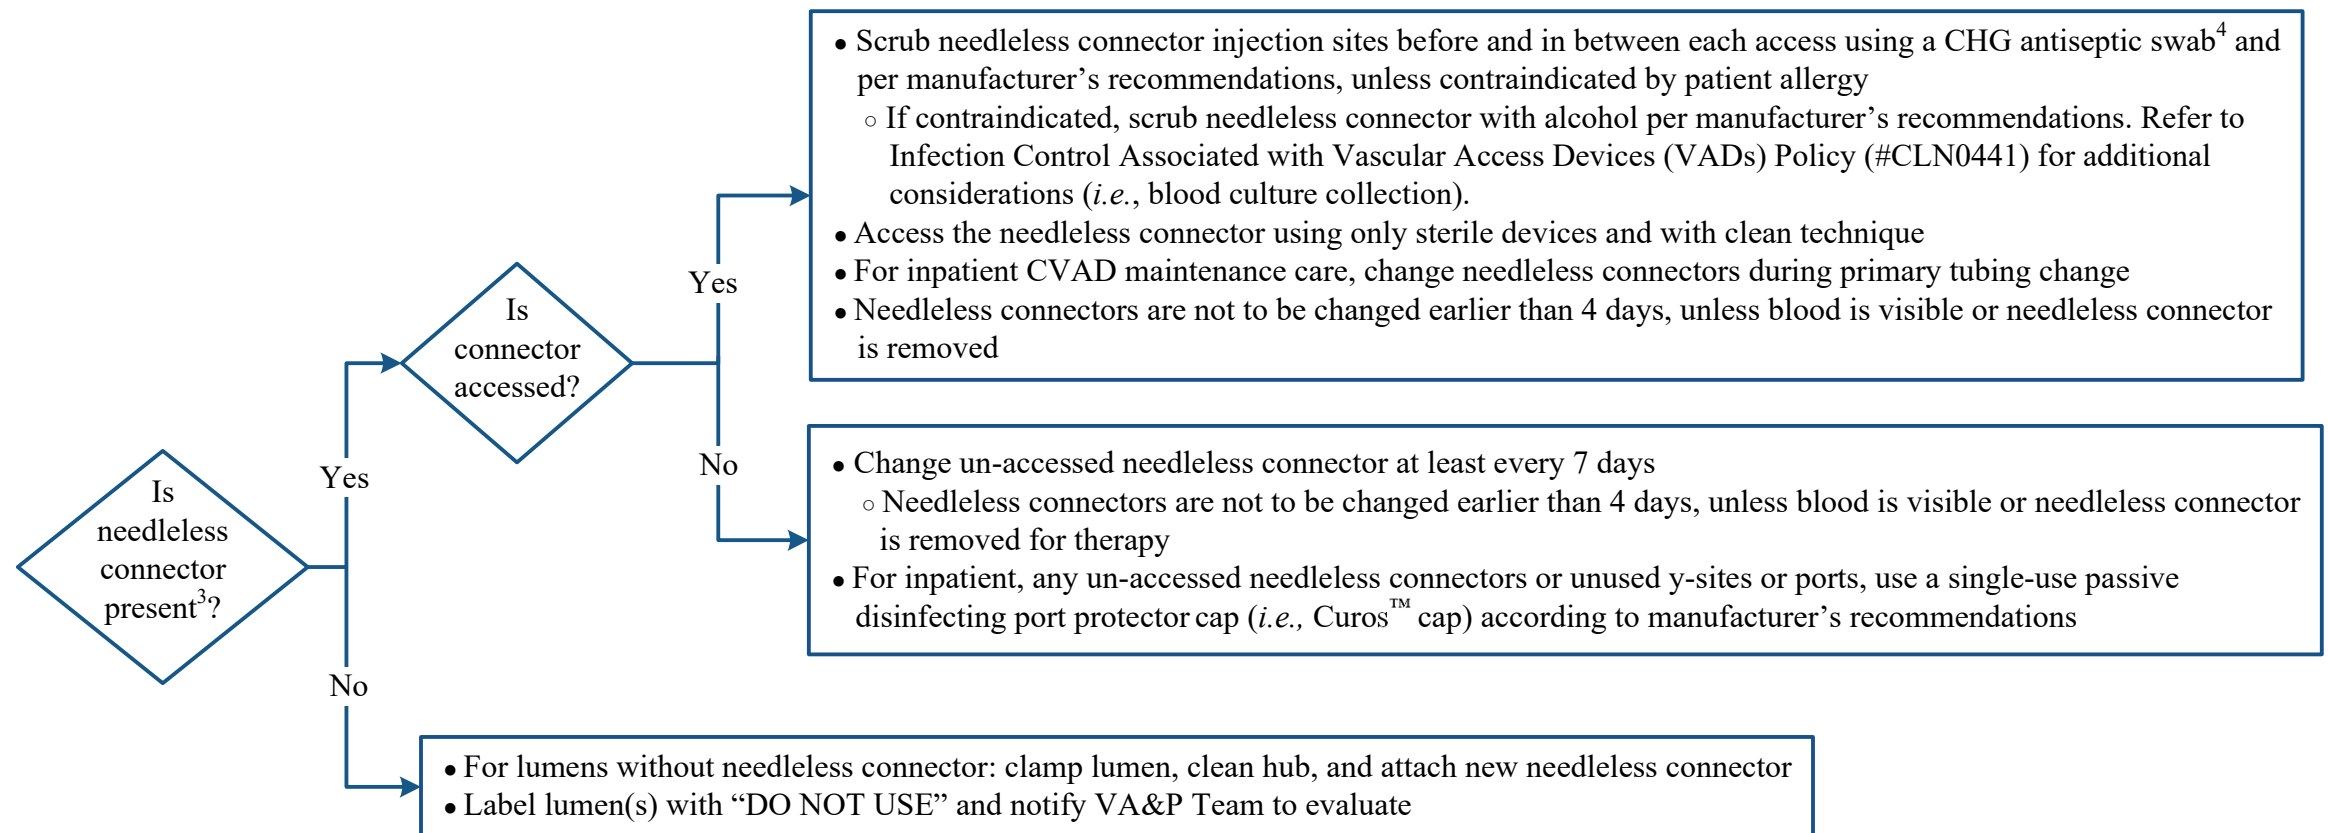 ● Scrub needleless connector injection sites before and in between each access using a CHG antiseptic swab4 and
per manufacturer’s recommendations, unless contraindicated by patient allergy
○ If contraindicated, scrub needleless connector with alcohol per manufacturer’s recommendations. Refer to
Infection Control Associated with Vascular Access Devices (VADs) Policy (#CLN0441) for additional
considerations (i.e., blood culture collection).
● Access the needleless connector using only sterile devices and with clean technique
● For inpatient CVAD maintenance care, change needleless connectors during primary tubing change
● Needleless connectors are not to be changed earlier than 4 days, unless blood is visible or needleless connector
is removed
Yes
Is
connector
accessed?
No
● Change un-accessed needleless connector at least every 7 days
○ Needleless connectors are not to be changed earlier than 4 days, unless blood is visible or needleless connector
is removed for therapy
● For inpatient, any un-accessed needleless connectors or unused y-sites or ports, use a single-use passive
disinfecting port protector cap (i.e., Curos™ cap) according to manufacturer’s recommendations
Yes
Is
needleless
connector
present3?
No
● For lumens without needleless connector: clamp lumen, clean hub, and attach new needleless connector
● Label lumen(s) with “DO NOT USE” and notify VA&P Team to evaluate